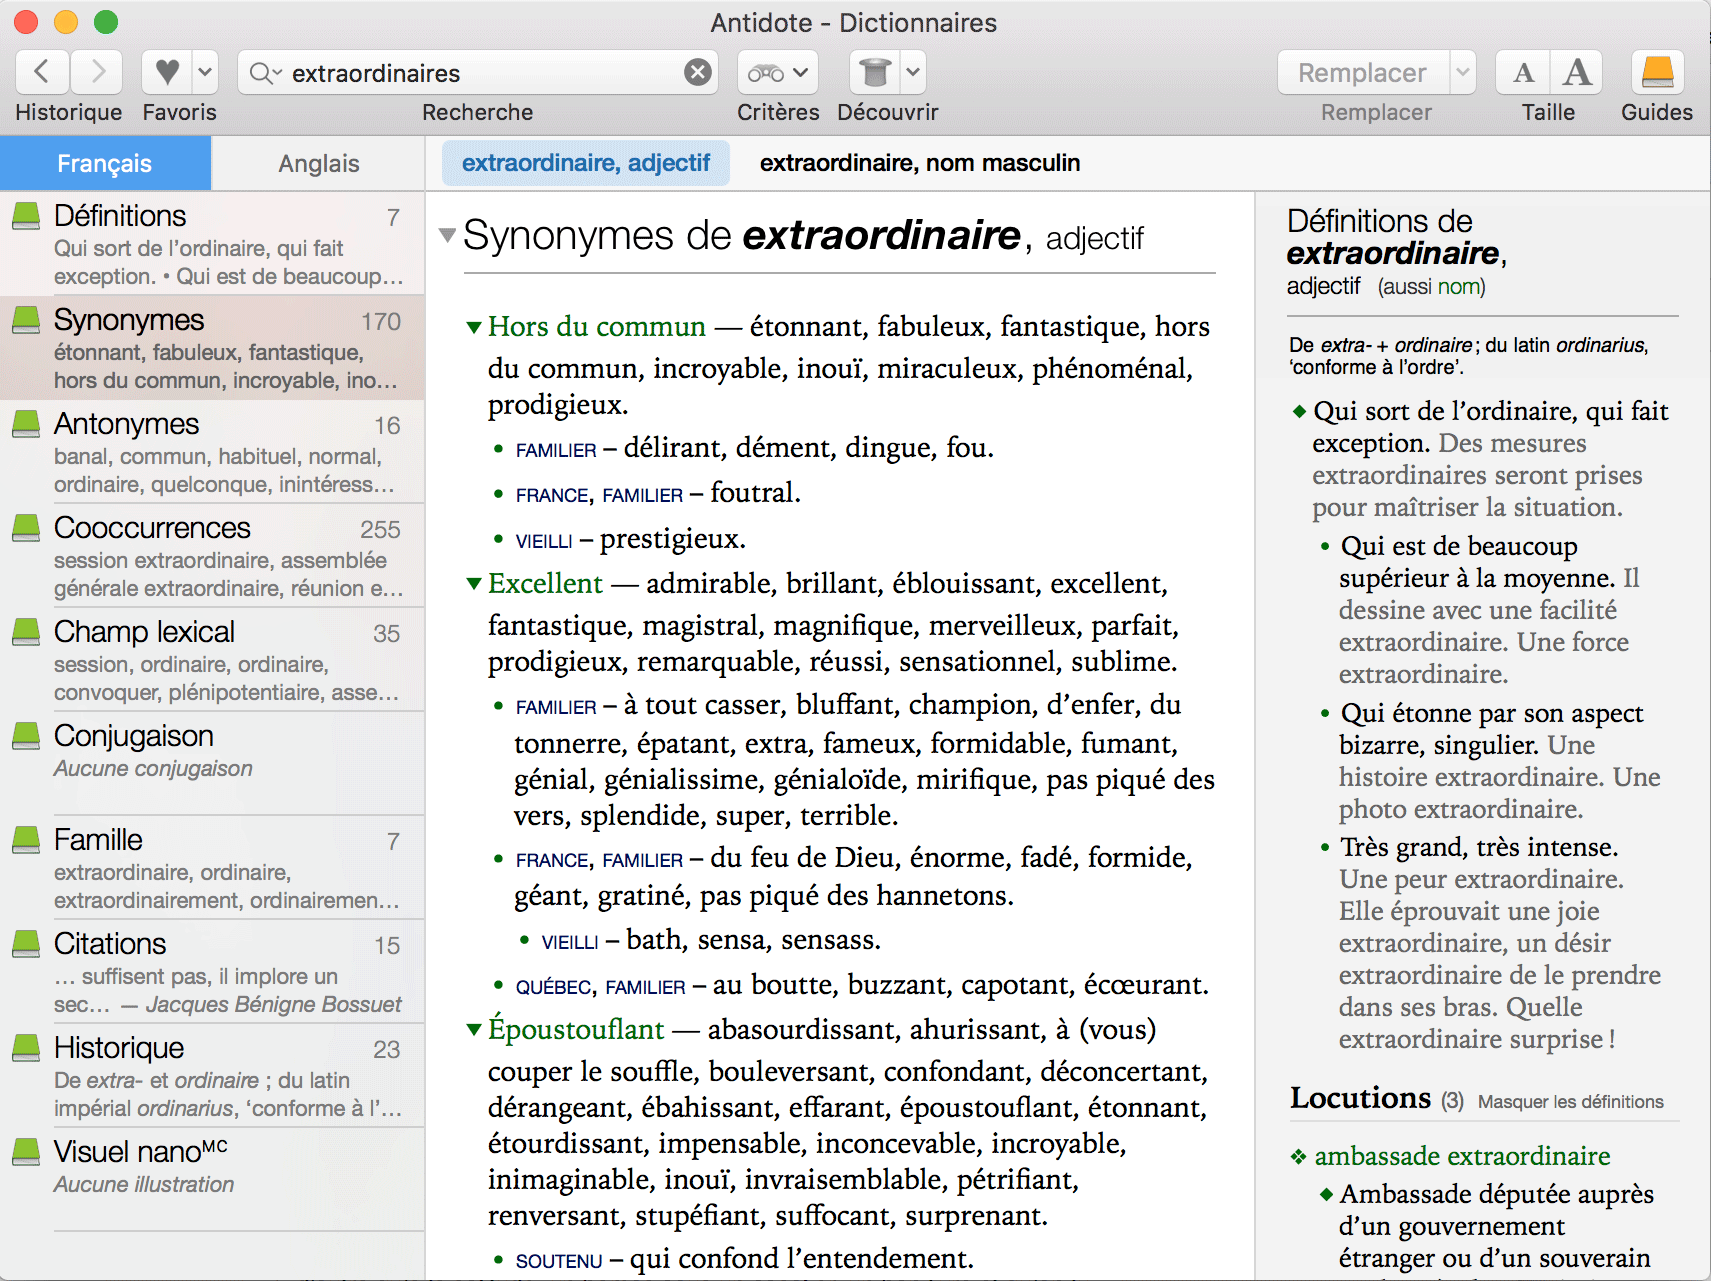 Antidote – Dictionnaires
extraordinaires
Remplacer
A A
Historique
Favoris
Recherche
Critères
Découvrir
Remplacer
Taille
Guides
Français
Anglais
extraordinaire, adjectif
extraordinaire, nom masculin
Définitions 7
Qui sort de l’ordinaire, qui fait
exception. • Qui est de beaucoup…
Synonymes 170
étonnant, fabuleux, fantastique,
hors du commun, incroyable, ino…
Antonymes 16
banal, commun, habituel, normal,
ordinaire, quelconque, inintéress…
Cooccurrences 255
session extraordinaire, assemblée
générale extraordinaire, réunion e…
Champ lexical 35
session, ordinaire, ordinaire,
convoquer, plénipotentiaire, asse…
Conjugaison
Aucune conjugaison
Famille 7
extraordinaire, ordinaire,
extraordinairement, ordinairemen…
Citations 15
… suffisent pas, il implore un
sec… — Jacques Bénigne Bossuet
Historique 23
De extra- et ordinaire ; du latin
impérial ordinarius, ‘conforme à l’…
Visuel nanoᴹᶜ
Aucune illustration
Synonymes de extraordinaire, adjectif
Hors du commun — étonnant, fabuleux, fantastique, hors
du commun, incroyable, inouï, miraculeux, phénoménal,
prodigieux.
• FAMILIER – délirant, dément, dingue, fou.
• FRANCE, FAMILIER – foutral.
• VIEILLI – prestigieux.
Excellent — admirable, brillant, éblouissant, excellent,
fantastique, magistral, magnifique, merveilleux, parfait,
prodigieux, remarquable, réussi, sensationnel, sublime.
• FAMILIER – à tout casser, bluffant, champion, d’enfer, du
tonnerre, épatant, extra, fameux, formidable, fumant,
génial, génialissime, génialoïde, mirifique, pas piqué des
vers, splendide, super, terrible.
• FRANCE, FAMILIER – du feu de Dieu, énorme, fadé, formide,
géant, gratiné, pas piqué des hannetons.
• VIEILLI – bath, sensa, sensass.
• QUÉBEC, FAMILIER – au boutte, buzzant, capotant, écœurant.
Époustouflant — abasourdissant, ahurissant, à (vous)
couper le souffle, bouleversant, confondant, déconcertant,
dérangeant, ébahissant, effarant, époustouflant, étonnant,
étourdissant, impensable, inconcevable, incroyable,
inimaginable, inouï, invraisemblable, pétrifiant,
renversant, stupéfiant, suffocant, surprenant.
• SOUTENU – qui confond l’entendement.
Définitions de
extraordinaire,
adjectif (aussi nom)
De extra- + ordinaire ; du latin ordinarius,
‘conforme à l’ordre’.
Qui sort de l’ordinaire, qui fait
exception. Des mesures
extraordinaires seront prises
pour maîtriser la situation.
• Qui est de beaucoup
supérieur à la moyenne. Il
dessine avec une facilité
extraordinaire. Une force
extraordinaire.
• Qui étonne par son aspect
bizarre, singulier. Une
histoire extraordinaire. Une
photo extraordinaire.
• Très grand, très intense.
Une peur extraordinaire.
Elle éprouvait une joie
extraordinaire, un désir
extraordinaire de le prendre
dans ses bras. Quelle
extraordinaire surprise !
Locutions (3) Masquer les définitions
ambassade extraordinaire
Ambassade députée auprès
d’un gouvernement
étranger ou d’un souverain